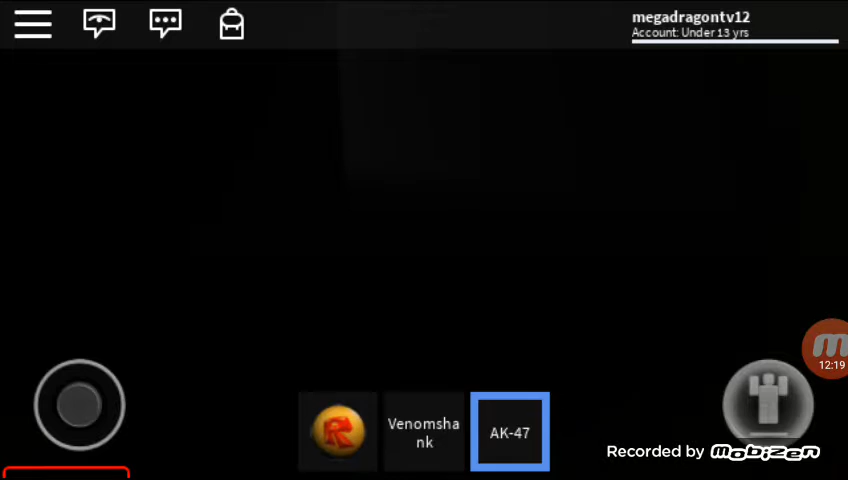 megadragontv12
Account: Under 13 yrs
12:19
Venomsha
nk
AK-47
Recorded by mobizen